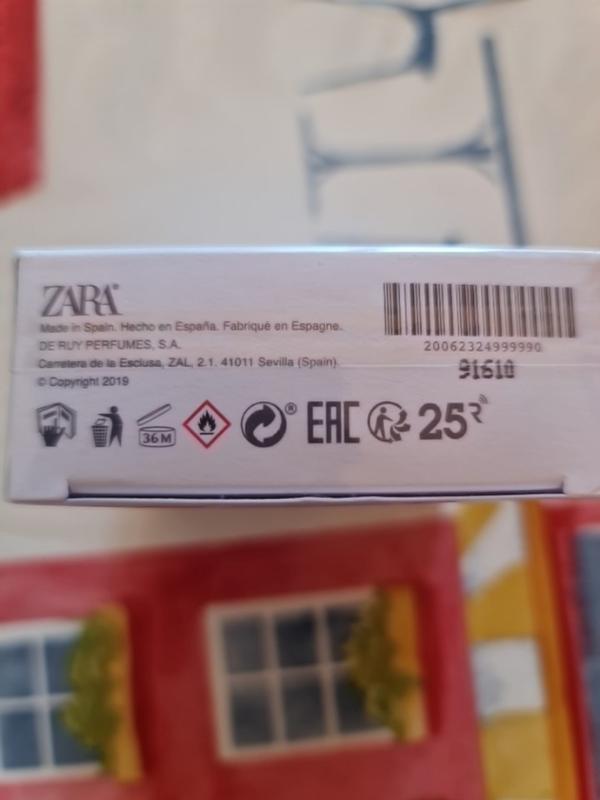 ZARA®
Made in Spain. Hecho en España. Fabriqué en Espagne.
DE RUY PERFUMES, S.A.
Carretera de la Esclusa, ZAL, 2.1. 41011 Sevilla (Spain)
© Copyright 2019
20062324999990
91610
36 M
® EAC 25